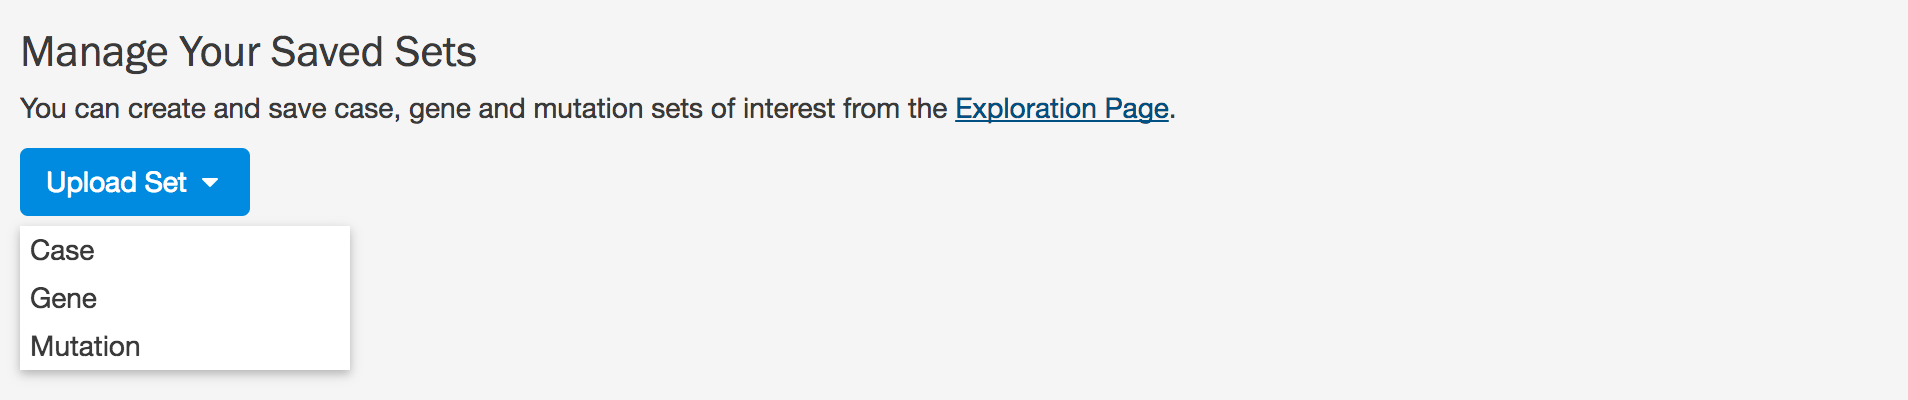 Manage Your Saved Sets
You can create and save case, gene and mutation sets of interest from the Exploration Page.
Upload Set
Case
Gene
Mutation